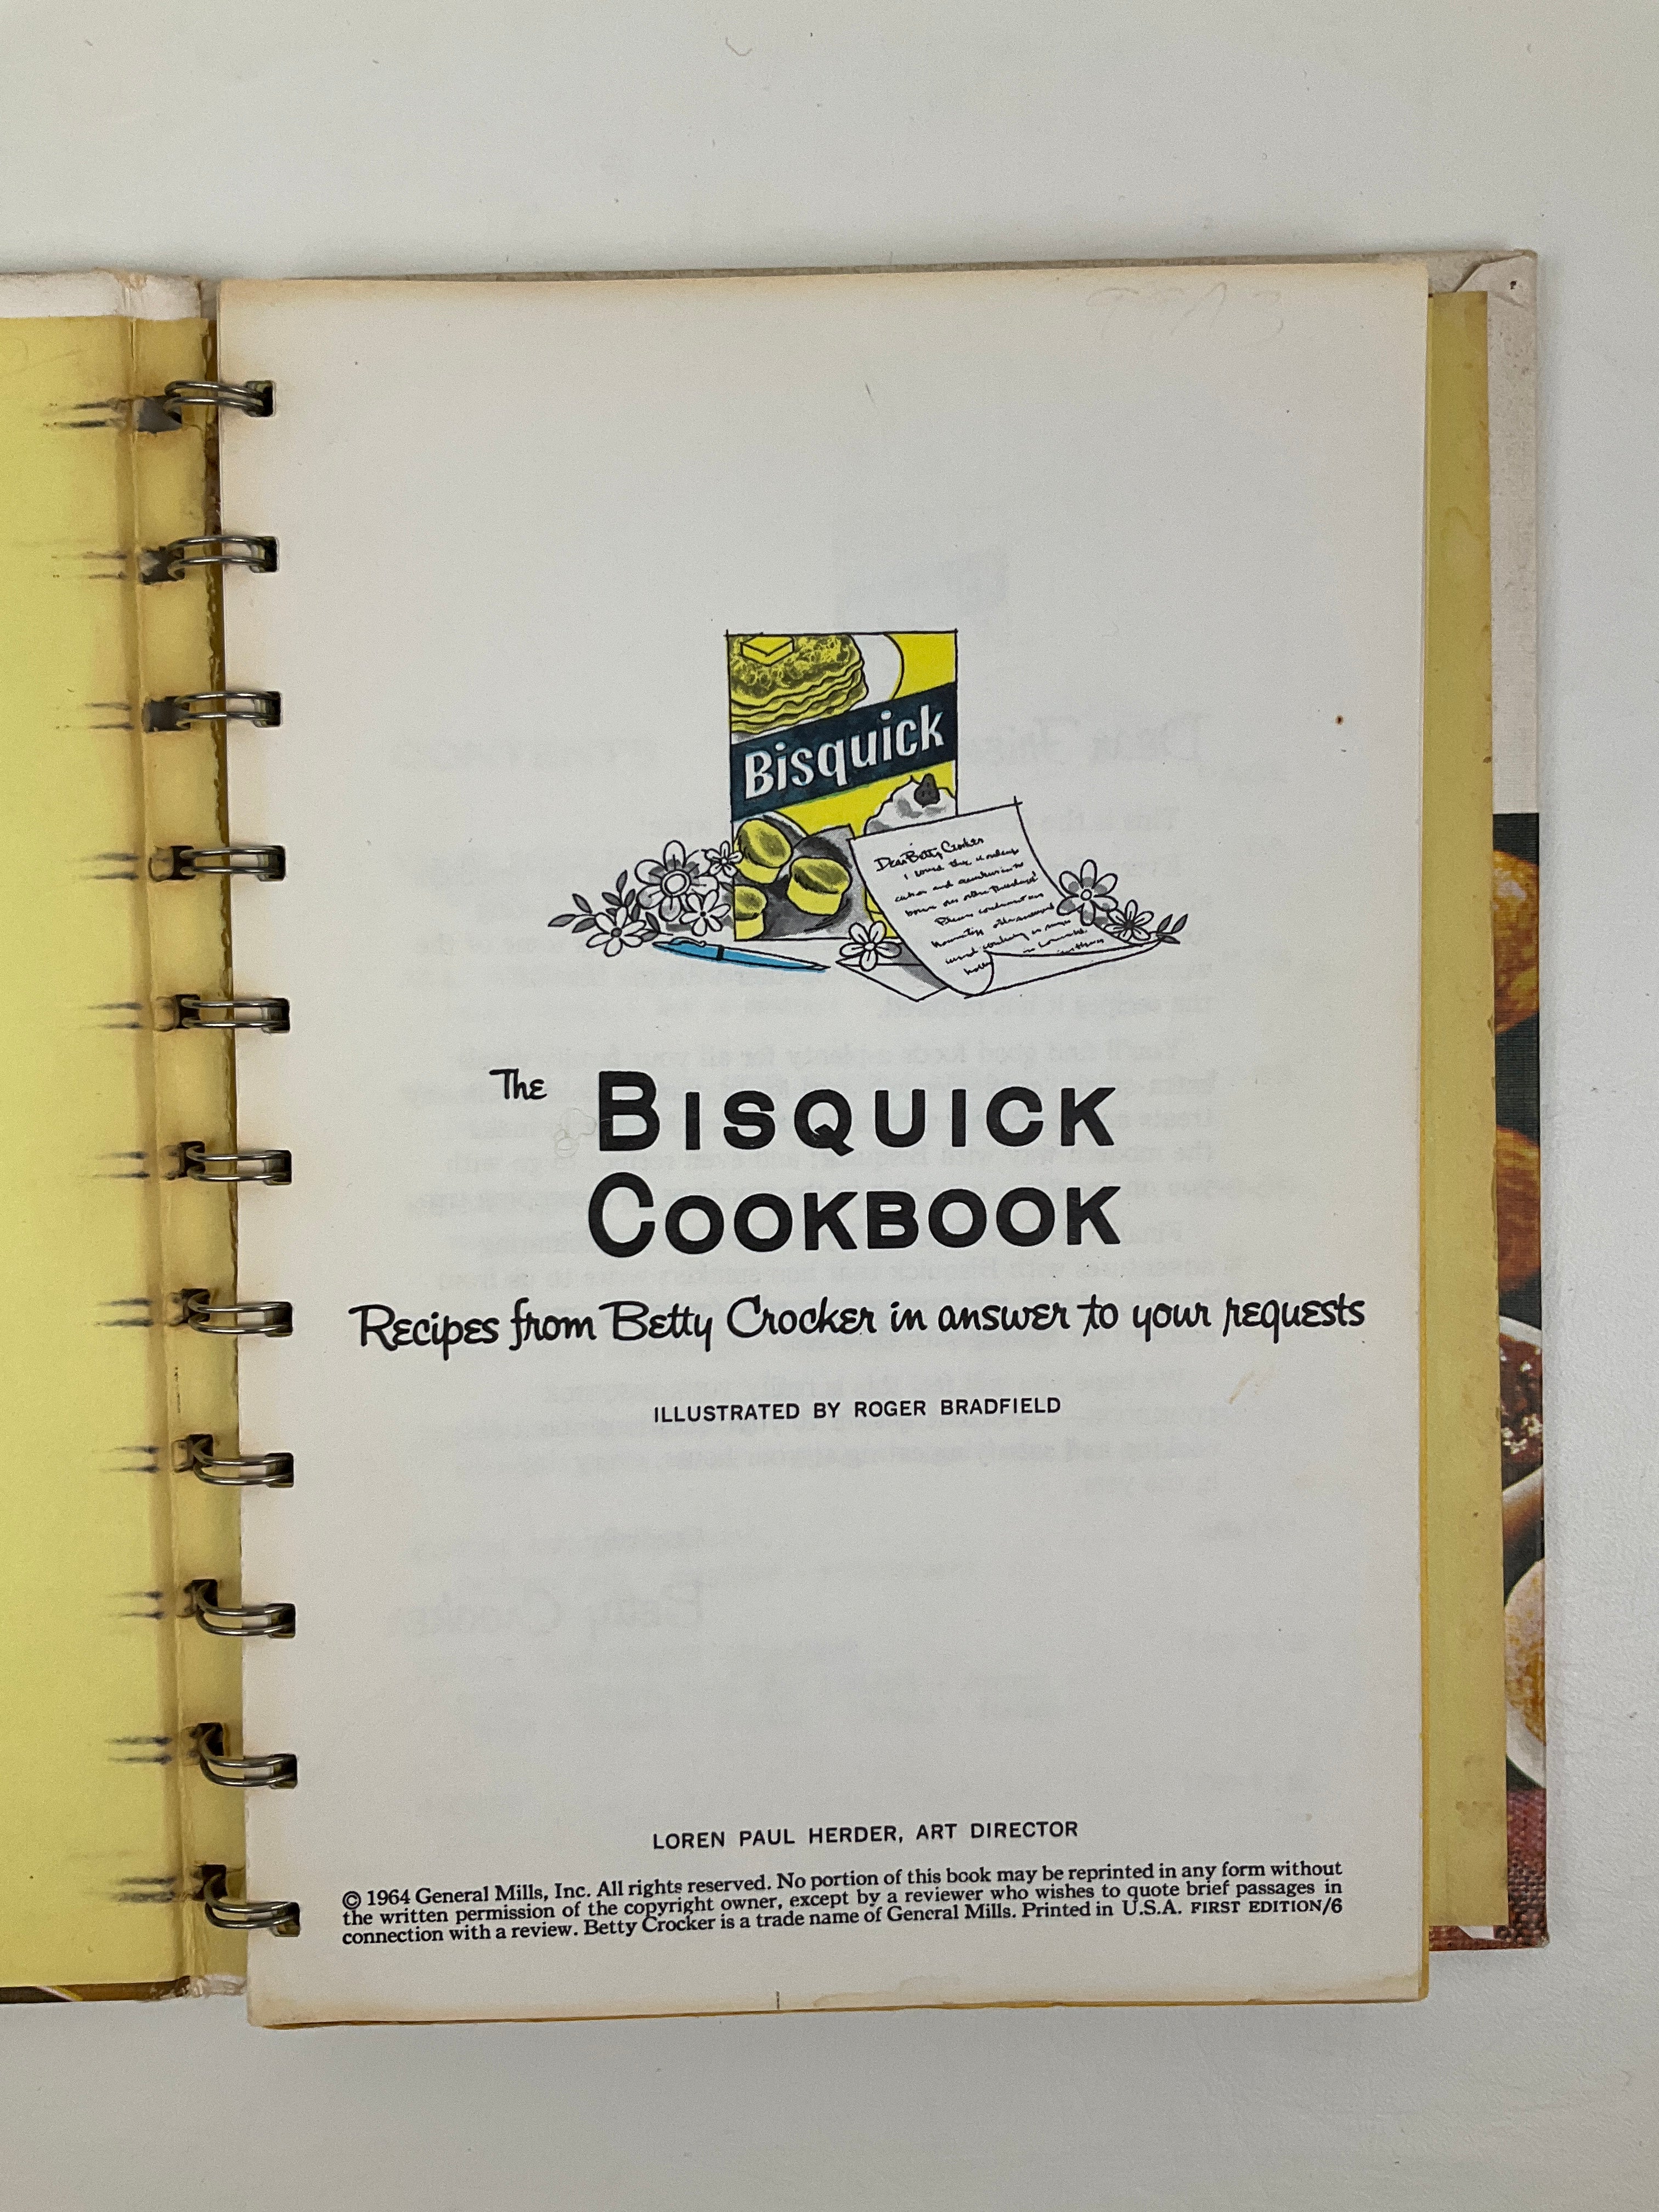 Bisquick
Dear Betty Crocker
The BISQUICK
COOKBOOK
Recipes from Betty Crocker in answer to your requests
ILLUSTRATED BY ROGER BRADFIELD
LOREN PAUL HERDER, ART DIRECTOR
© 1964 General Mills, Inc. All rights reserved. No portion of this book may be reprinted in any form without
the written permission of the copyright owner, except by a reviewer who wishes to quote brief passages in
connection with a review. Betty Crocker is a trade name of General Mills. Printed in U.S.A. FIRST EDITION/6